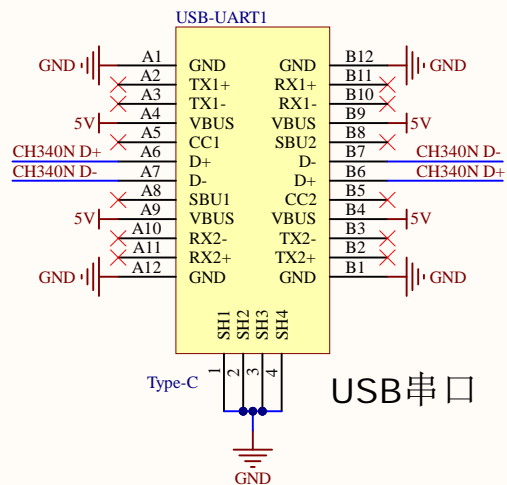 USB-UART1
GND A1 GND GND B12 GND
A2 TX1+ RX1+ B11
A3 TX1- RX1- B10
5V A4 VBUS VBUS B9 5V
A5 CC1 SBU2 B8
CH340N D+ A6 D+ D- B7 CH340N D-
CH340N D- A7 D- D+ B6 CH340N D+
A8 SBU1 CC2 B5
5V A9 VBUS VBUS B4 5V
A10 RX2- TX2- B3
A11 RX2+ TX2+ B2
GND A12 GND GND B1 GND
SH1 SH2 SH3 SH4
1 2 3 4
Type-C
USB串口
GND